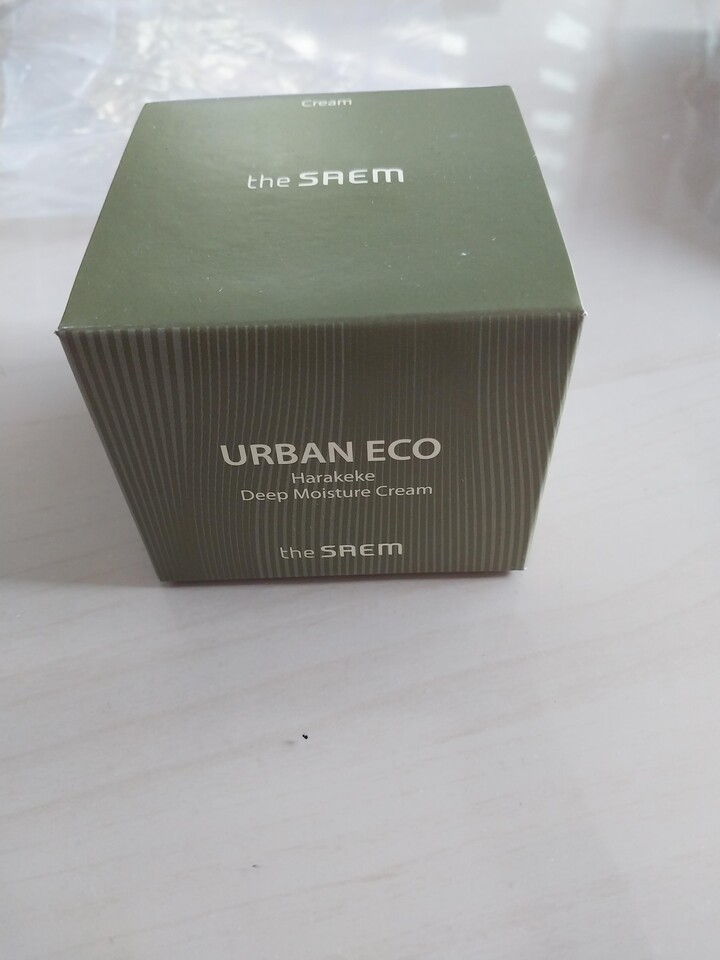 Cream
the SAEM
URBAN ECO
Harakeke
Deep Moisture Cream
the SAEM